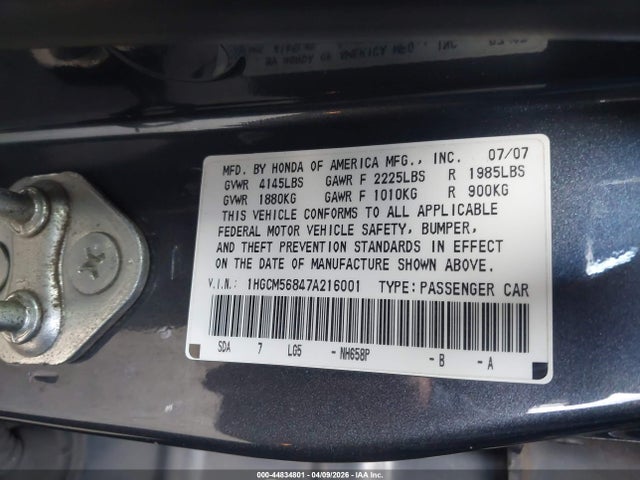 MFD. BY HONDA OF AMERICA MFG., INC. 07/07
GVWR 4145LBS GAWR F 2225LBS R 1985LBS
GVWR 1880KG GAWR F 1010KG R 900KG
THIS VEHICLE CONFORMS TO ALL APPLICABLE
FEDERAL MOTOR VEHICLE SAFETY, BUMPER,
AND THEFT PREVENTION STANDARDS IN EFFECT
ON THE DATE OF MANUFACTURE SHOWN ABOVE.
V.I.N.: 1HGCM56847A216001 TYPE: PASSENGER CAR
SDA 7 LG5 -NH658P -B -A
000-44834801 - 04/09/2026 - IAA Inc.